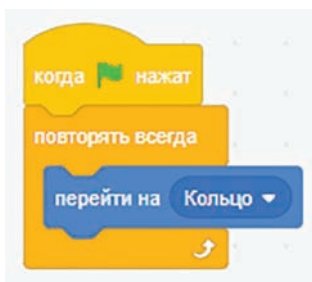 когда нажат
повторять всегда
перейти на Кольцо